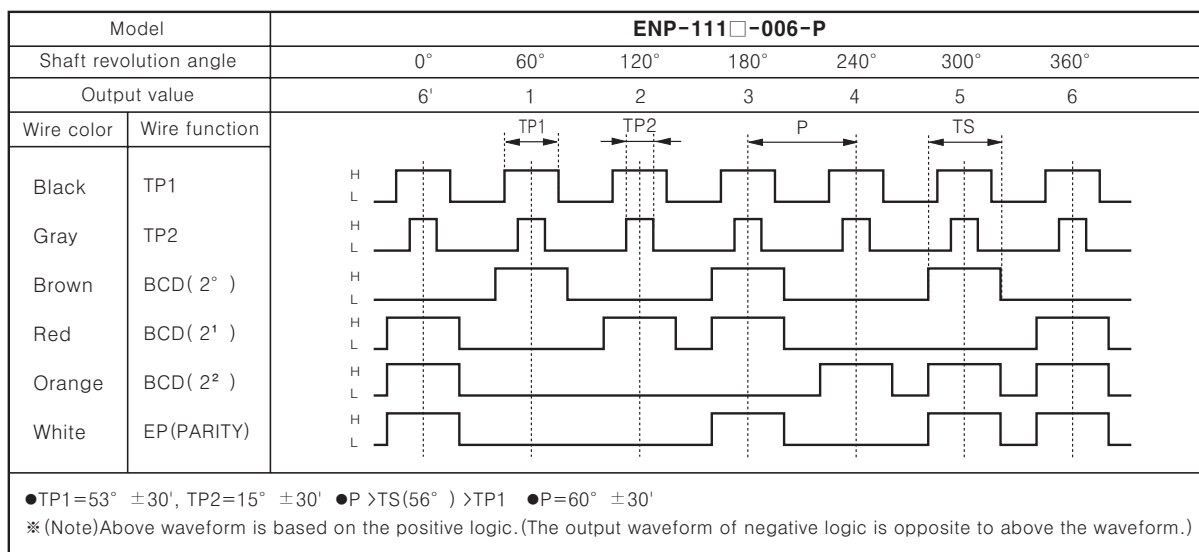 Model ENP-111□-006-P
Shaft revolution angle 0° 60° 120° 180° 240° 300° 360°
Output value 6' 1 2 3 4 5 6
Wire color Wire function TP1 TP2 P TS
Black TP1 H L
Gray TP2 H L
Brown BCD( 2° ) H L
Red BCD( 2¹ ) H L
Orange BCD( 2² ) H L
White EP(PARITY) H L
●TP1=53° ±30', TP2=15° ±30' ●P >TS(56° ) >TP1 ●P=60° ±30'
※(Note)Above waveform is based on the positive logic.(The output waveform of negative logic is opposite to above the waveform.)